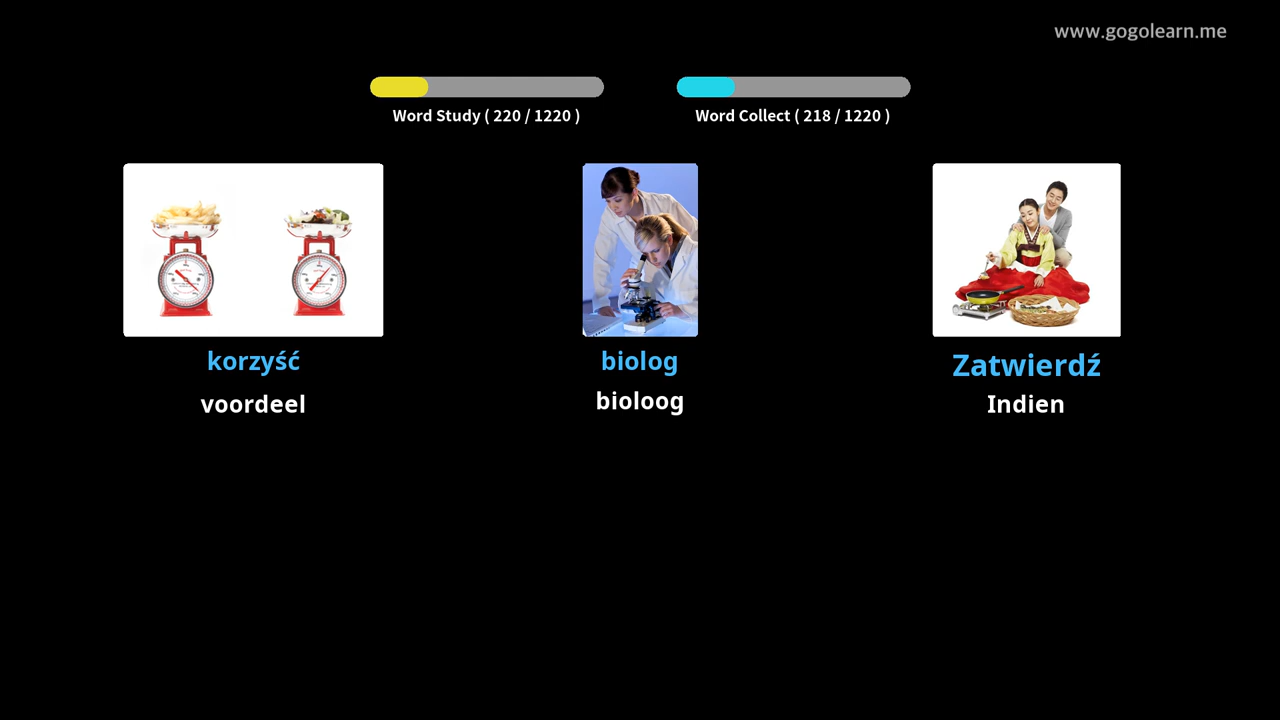 www.gogolearn.me
Word Study ( 220 / 1220 )
Word Collect ( 218 / 1220 )
korzyść
voordeel
biolog
bioloog
Zatwierdź
Indien